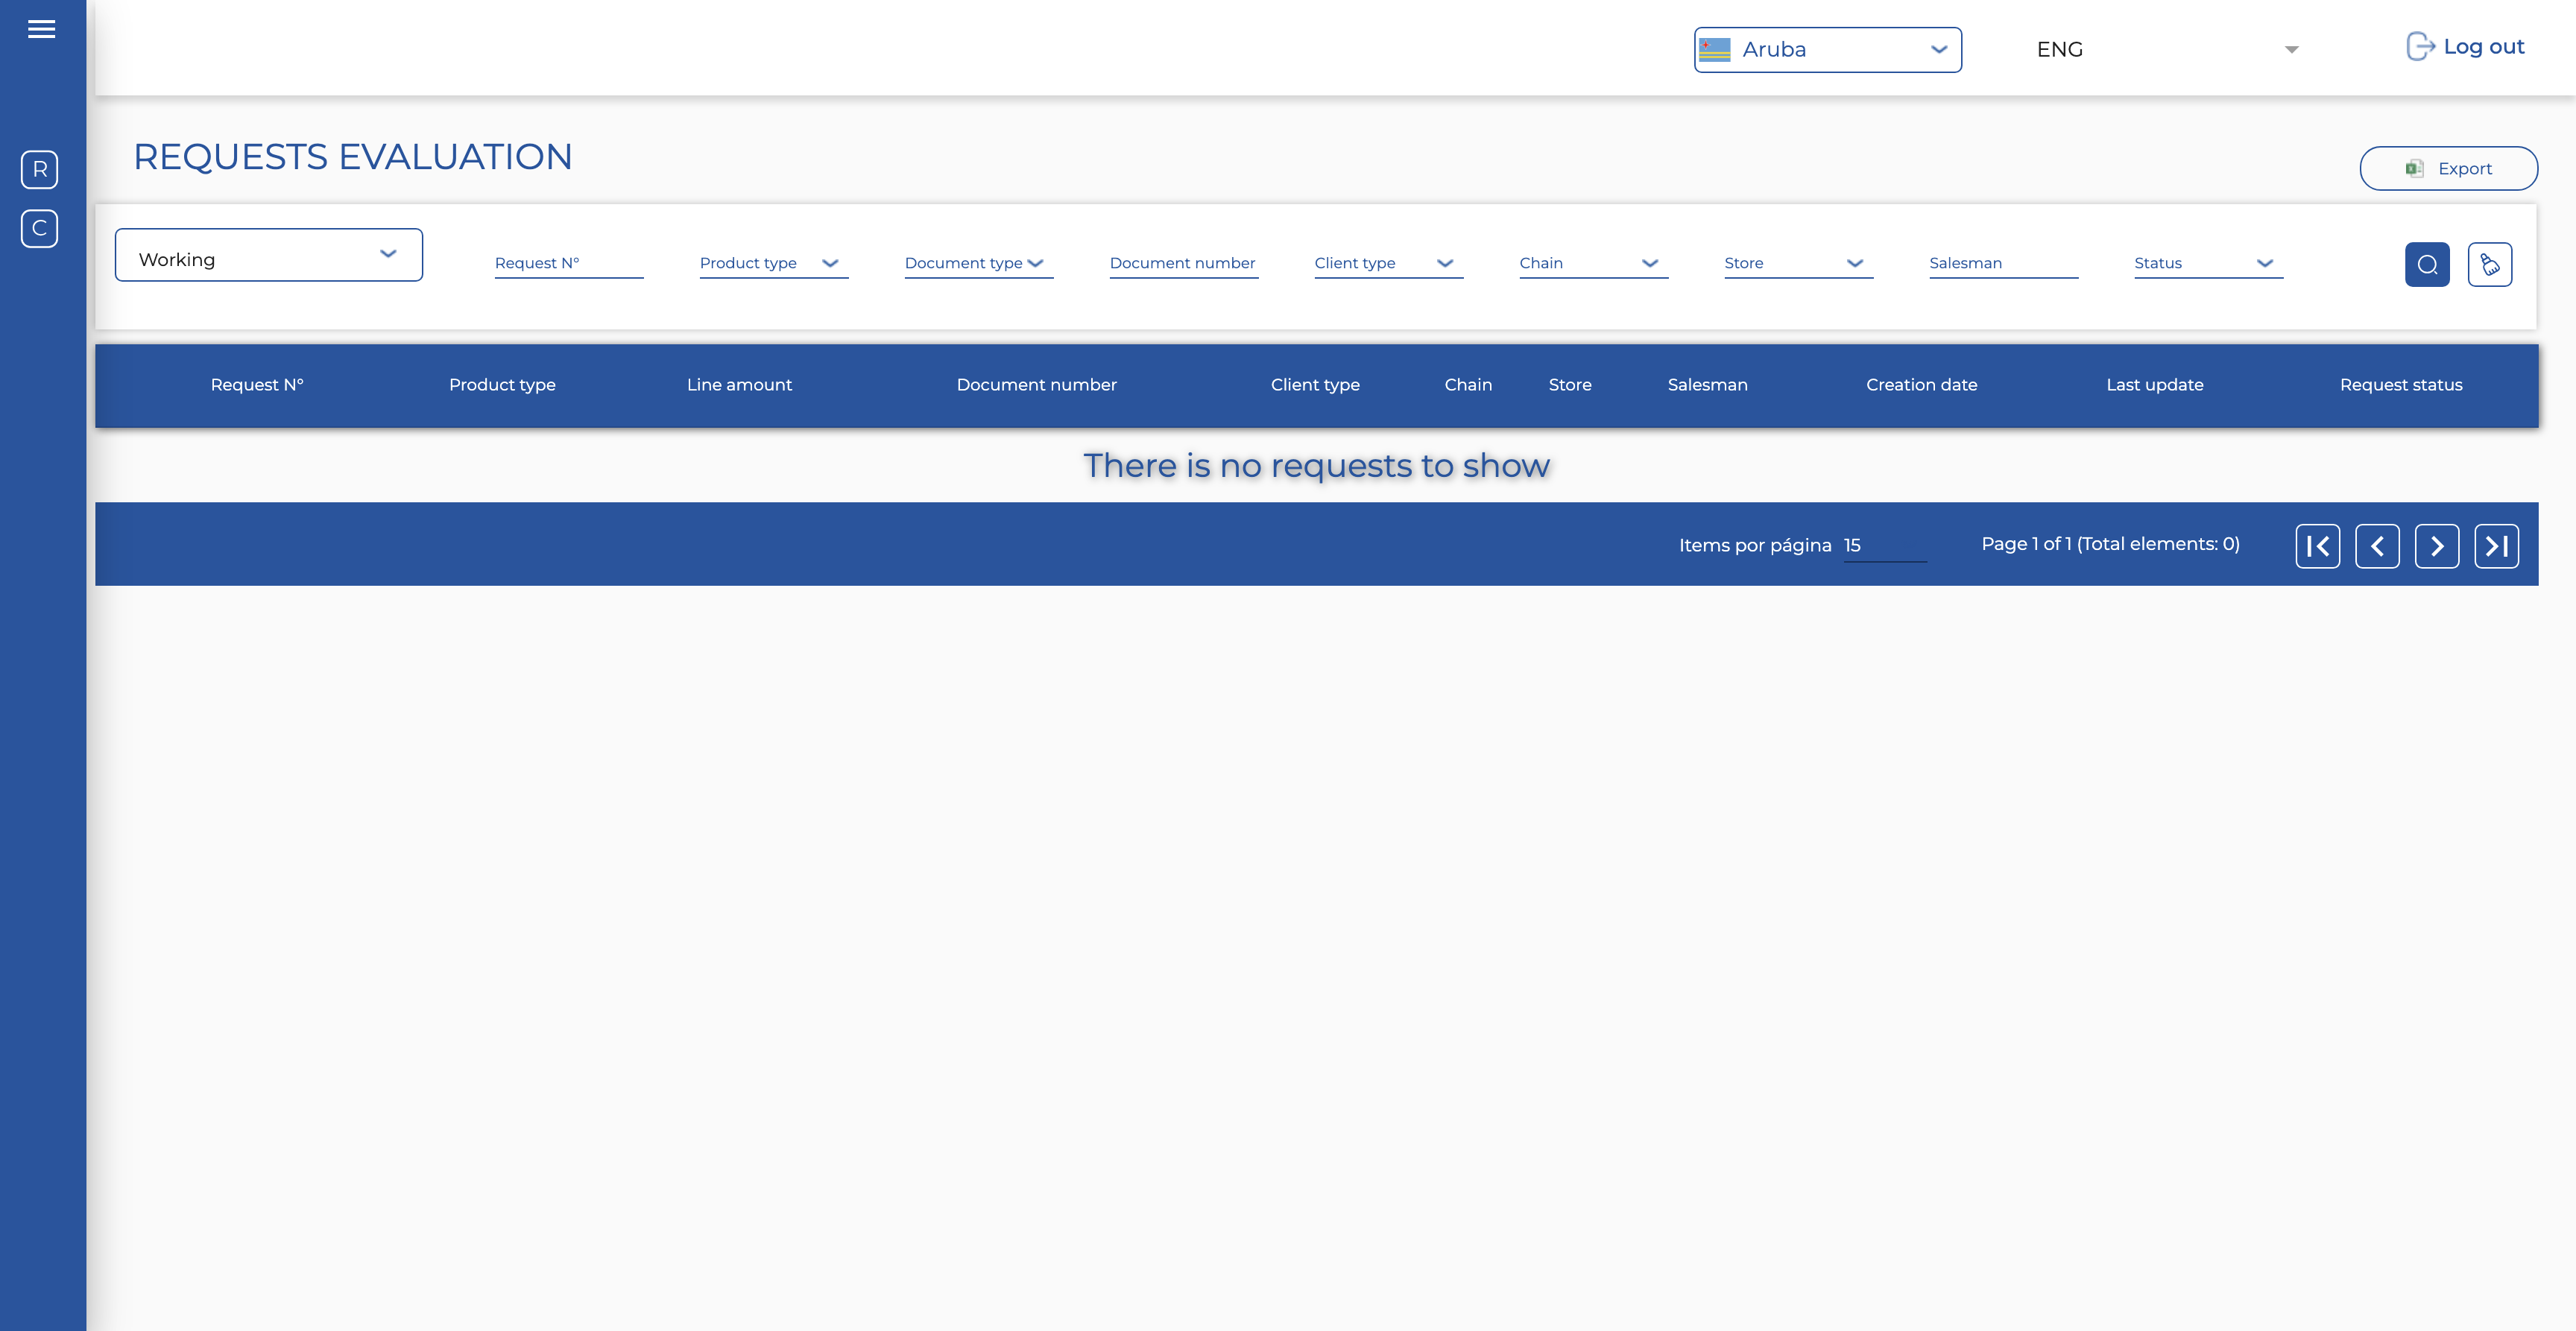 Aruba ENG Log out
R
C
REQUESTS EVALUATION
Export
Working Request N° Product type Document type Document number Client type Chain Store Salesman Status
Request N° Product type Line amount Document number Client type Chain Store Salesman Creation date Last update Request status
There is no requests to show
Items por página 15 Page 1 of 1 (Total elements: 0)